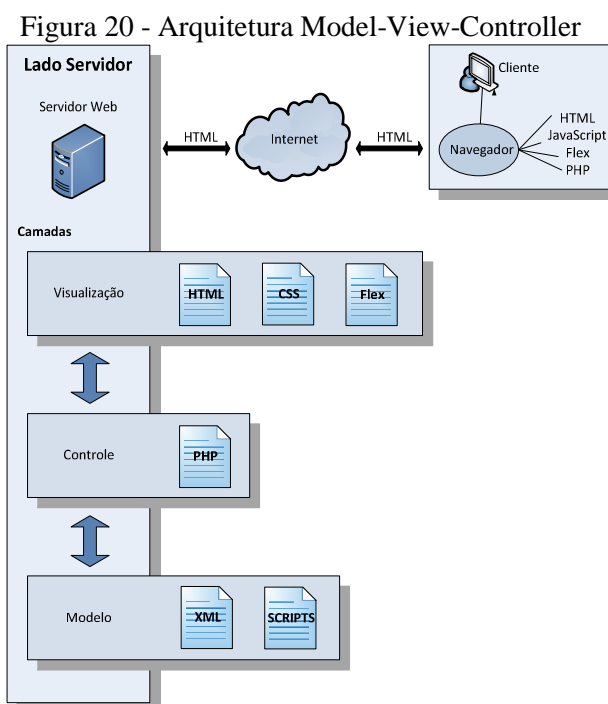 Figura 20 - Arquitetura Model-View-Controller
Lado Servidor
Servidor Web
HTML
Internet
HTML
Cliente
Navegador
HTML
JavaScript
Flex
PHP
Camadas
Visualização
HTML
CSS
Flex
Controle
PHP
Modelo
XML
SCRIPTS